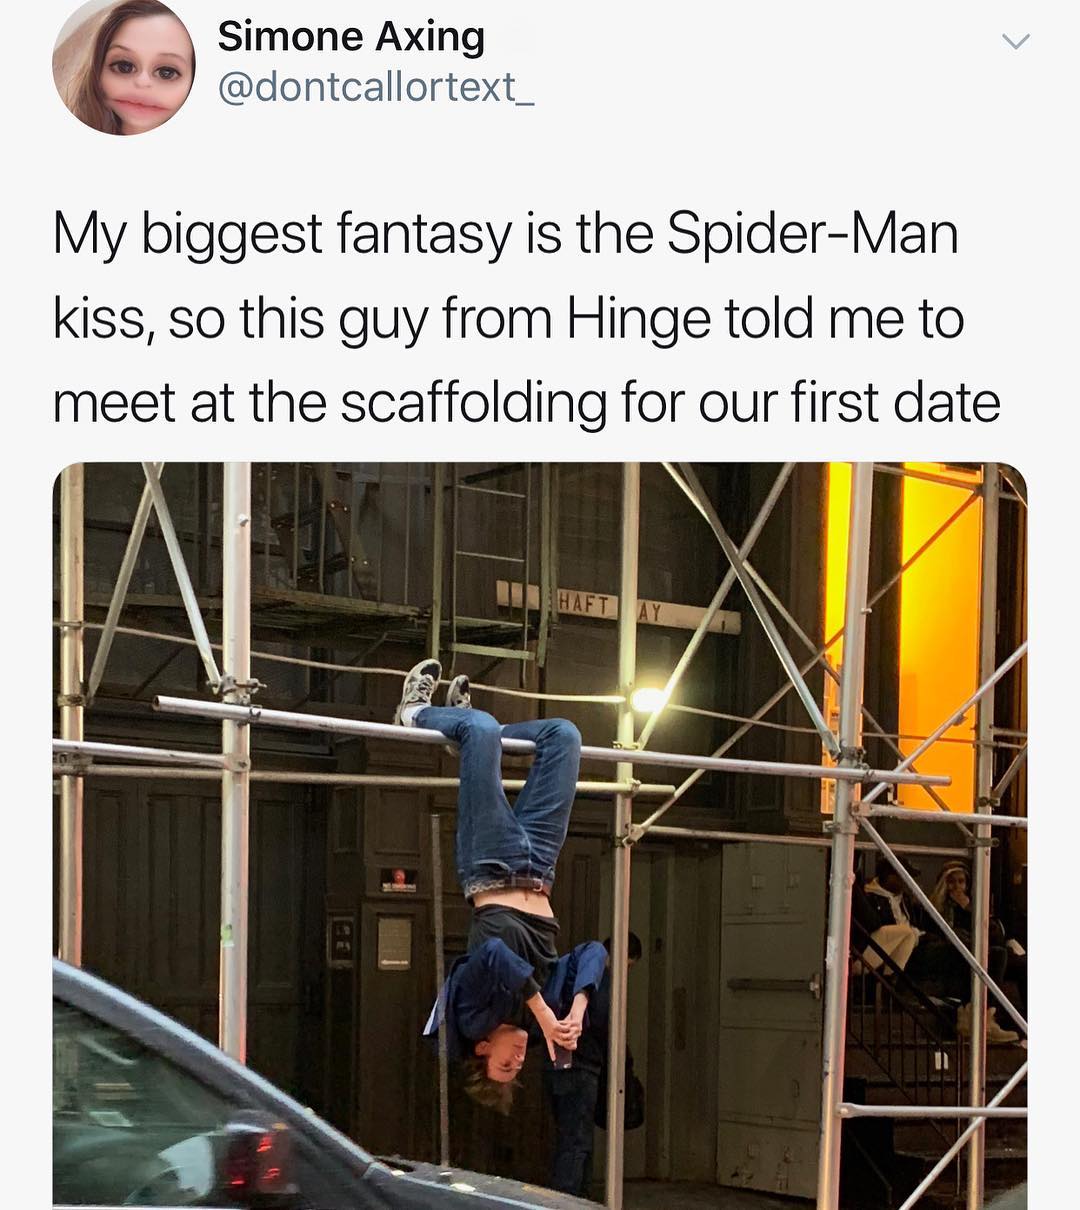 Simone Axing
@dontcallortext_
My biggest fantasy is the Spider-Man
kiss, so this guy from Hinge told me to
meet at the scaffolding for our first date
HAFT AY